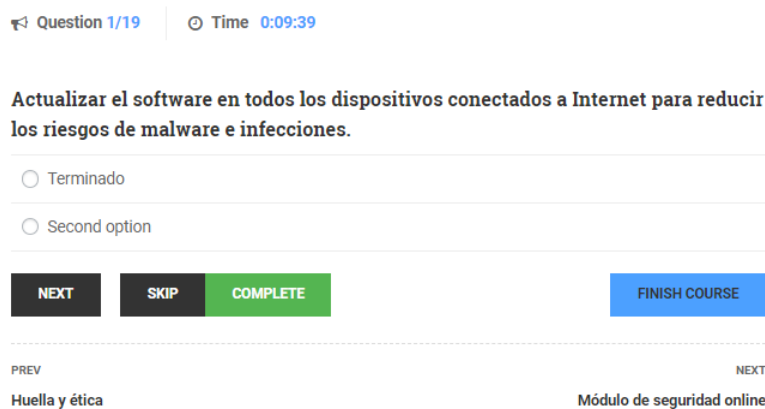 Question 1/19 Time 0:09:39
Actualizar el software en todos los dispositivos conectados a Internet para reducir
los riesgos de malware e infecciones.
Terminado
Second option
NEXT SKIP COMPLETE FINISH COURSE
PREV NEXT
Huella y ética Módulo de seguridad online